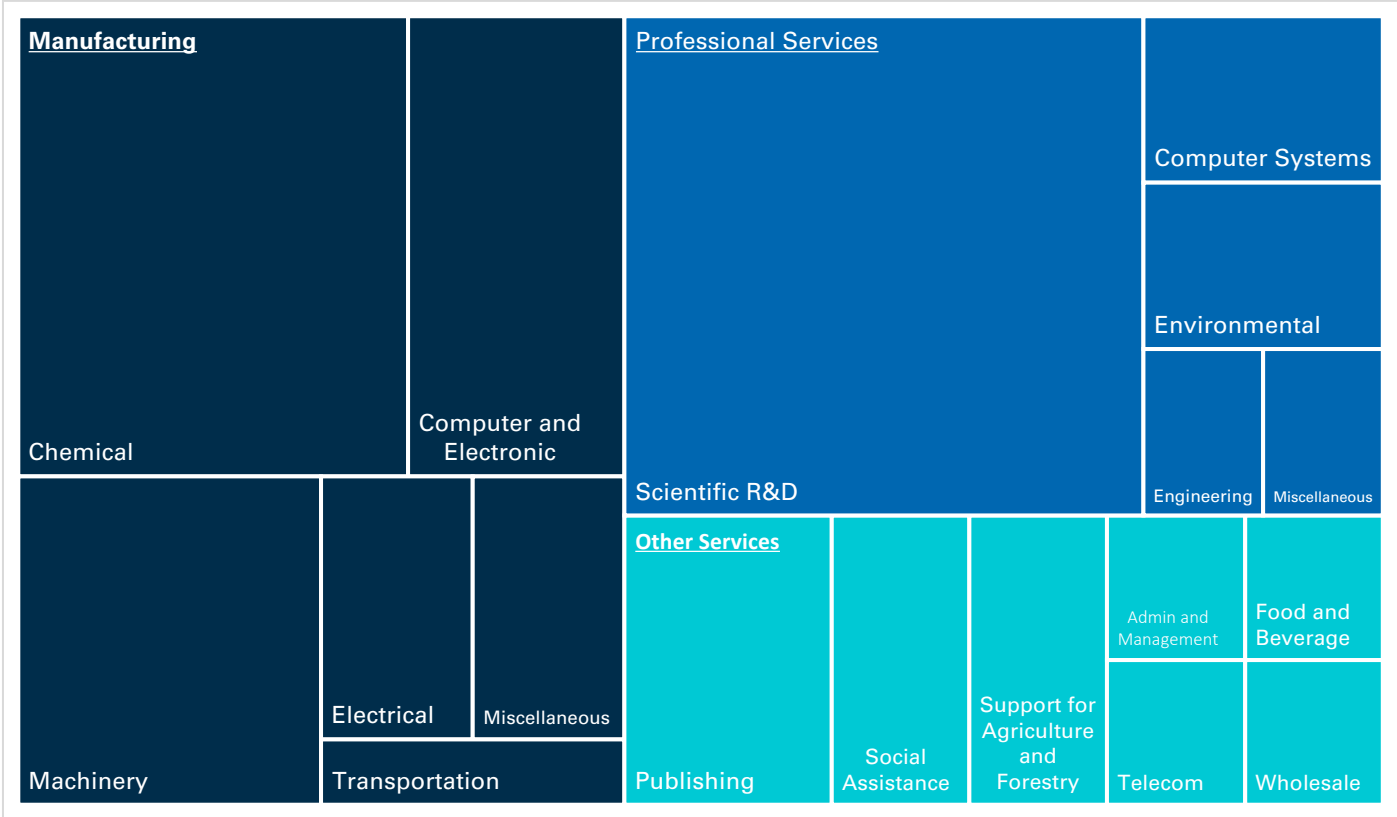 Manufacturing
Chemical
Computer and
Electronic
Machinery
Electrical
Miscellaneous
Transportation
Professional Services
Scientific R&D
Computer Systems
Environmental
Engineering
Miscellaneous
Other Services
Publishing
Social
Assistance
Support for
Agriculture
and
Forestry
Admin and
Management
Food and
Beverage
Telecom
Wholesale